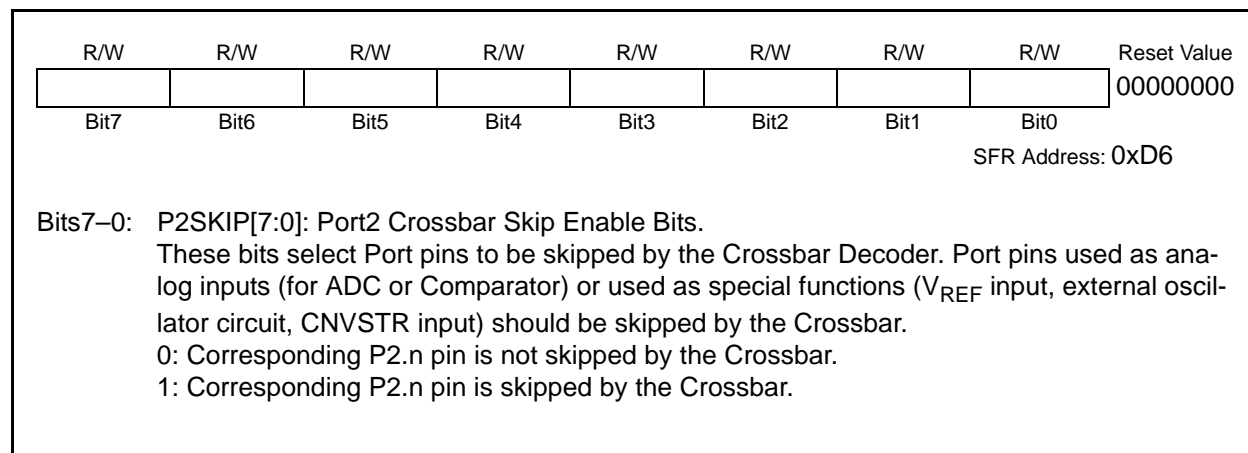 R/W R/W R/W R/W R/W R/W R/W R/W Reset Value
00000000
Bit7 Bit6 Bit5 Bit4 Bit3 Bit2 Bit1 Bit0
SFR Address: 0xD6
Bits7–0: P2SKIP[7:0]: Port2 Crossbar Skip Enable Bits.
These bits select Port pins to be skipped by the Crossbar Decoder. Port pins used as ana-
log inputs (for ADC or Comparator) or used as special functions (VREF input, external oscil-
lator circuit, CNVSTR input) should be skipped by the Crossbar.
0: Corresponding P2.n pin is not skipped by the Crossbar.
1: Corresponding P2.n pin is skipped by the Crossbar.